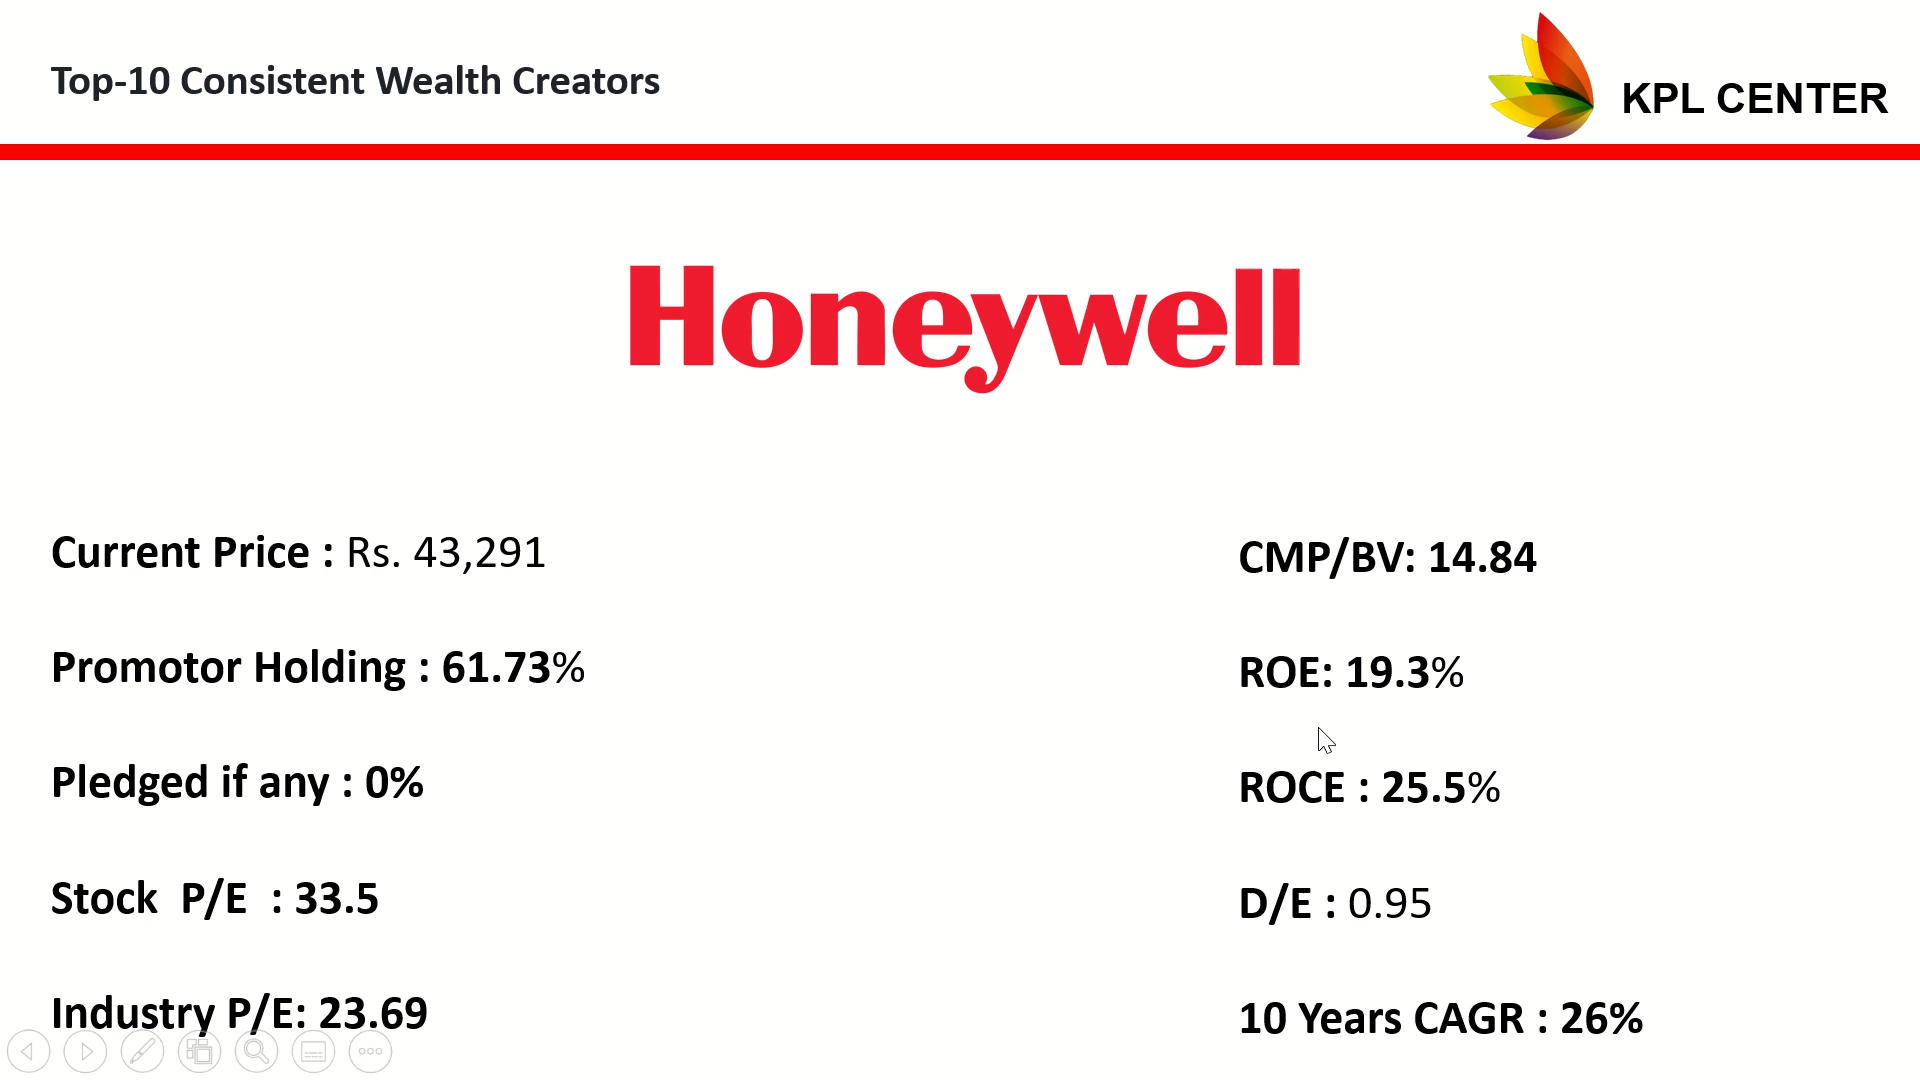 Top-10 Consistent Wealth Creators
KPL CENTER
Honeywell
Current Price : Rs. 43,291
Promotor Holding : 61.73%
Pledged if any : 0%
Stock  P/E  : 33.5
Industry P/E: 23.69
CMP/BV: 14.84
ROE: 19.3%
ROCE : 25.5%
D/E : 0.95
10 Years CAGR : 26%